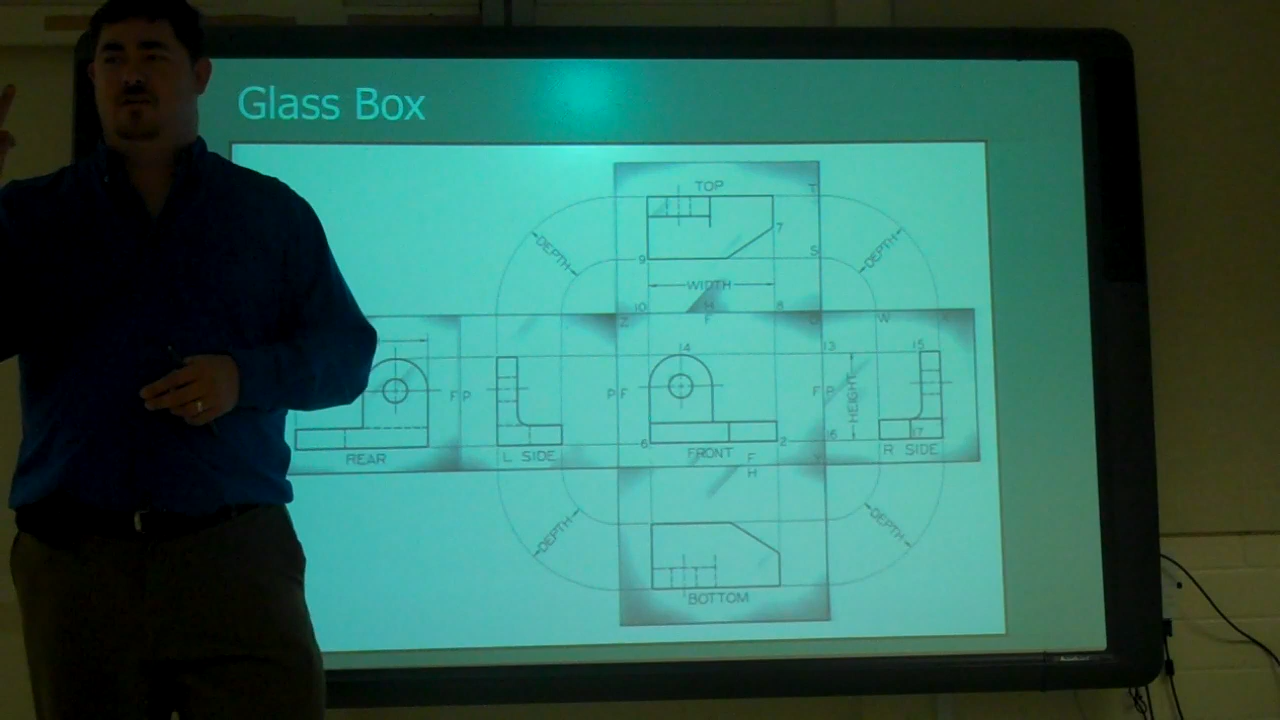 Glass Box
TOP
T
7
DEPTH
DEPTH
9
S
WIDTH
10
H
8
Z
F
W
14
13
15
F P
P F
F P
HEIGHT
6
2
16
17
REAR
L SIDE
FRONT
F
R SIDE
H
Y
DEPTH
DEPTH
BOTTOM